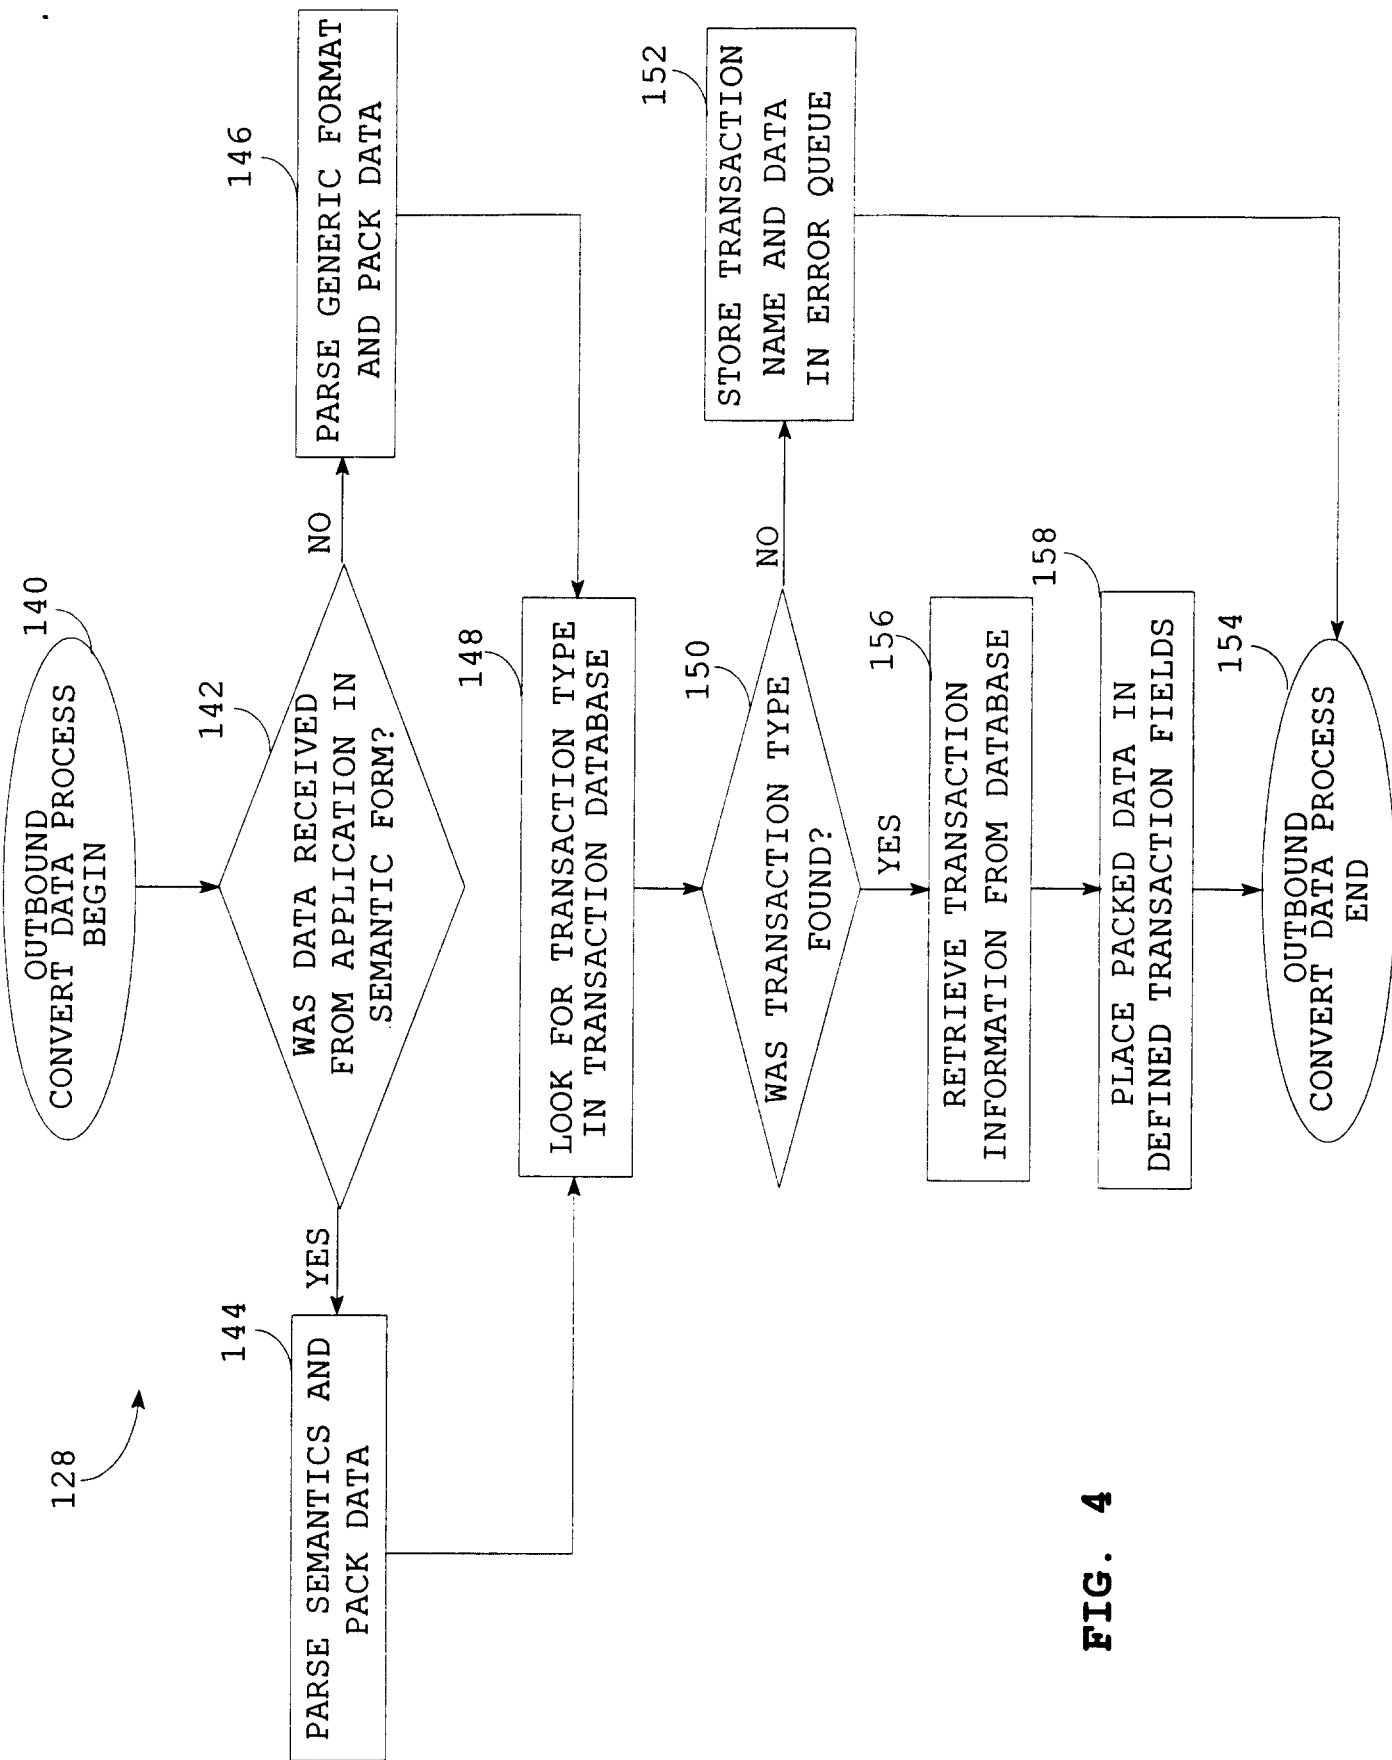 128
140
OUTBOUND
CONVERT DATA PROCESS
BEGIN
142
WAS DATA RECEIVED
FROM APPLICATION IN
SEMANTIC FORM?
YES
NO
144
PARSE SEMANTICS AND
PACK DATA
146
PARSE GENERIC FORMAT
AND PACK DATA
148
LOOK FOR TRANSACTION TYPE
IN TRANSACTION DATABASE
150
WAS TRANSACTION TYPE
FOUND?
NO
YES
152
STORE TRANSACTION
NAME AND DATA
IN ERROR QUEUE
156
RETRIEVE TRANSACTION
INFORMATION FROM DATABASE
158
PLACE PACKED DATA IN
DEFINED TRANSACTION FIELDS
154
OUTBOUND
CONVERT DATA PROCESS
END
FIG. 4